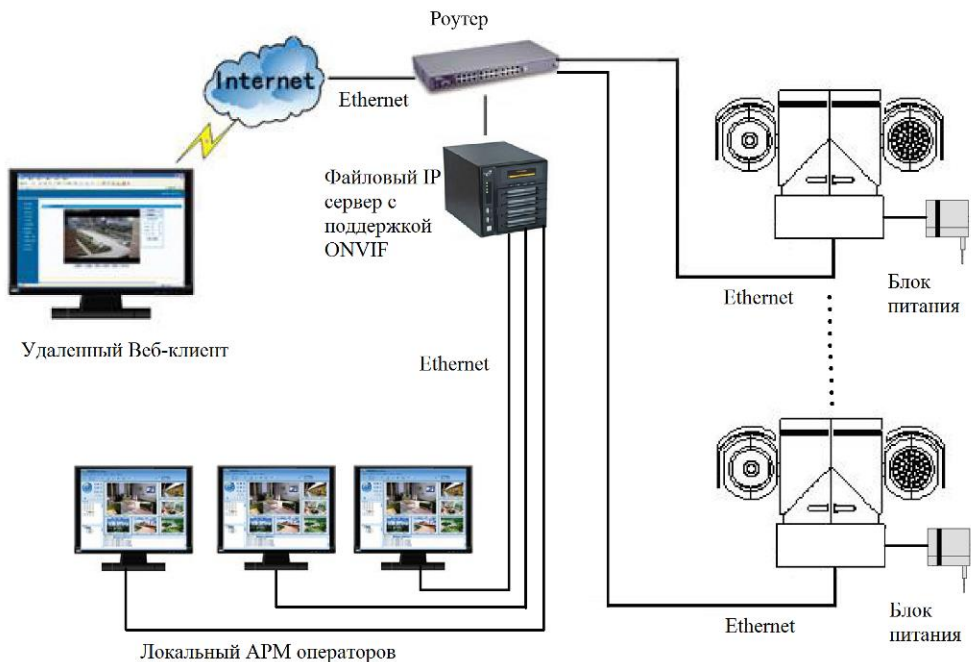 Роутер
Internet
Ethernet
Файловый IP
сервер с
поддержкой
ONVIF
Удаленный Веб-клиент
Ethernet
Ethernet
Блок
питания
Локальный АРМ операторов
Ethernet
Блок
питания